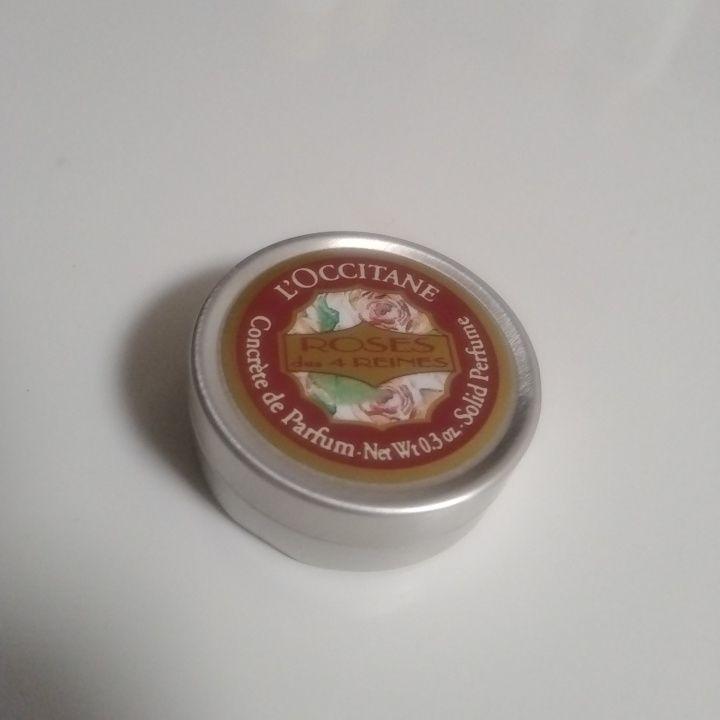 L'OCCITANE
ROSES
des 4 REINES
Concrète de Parfum · Net Wt 0.3 oz. · Solid Perfume